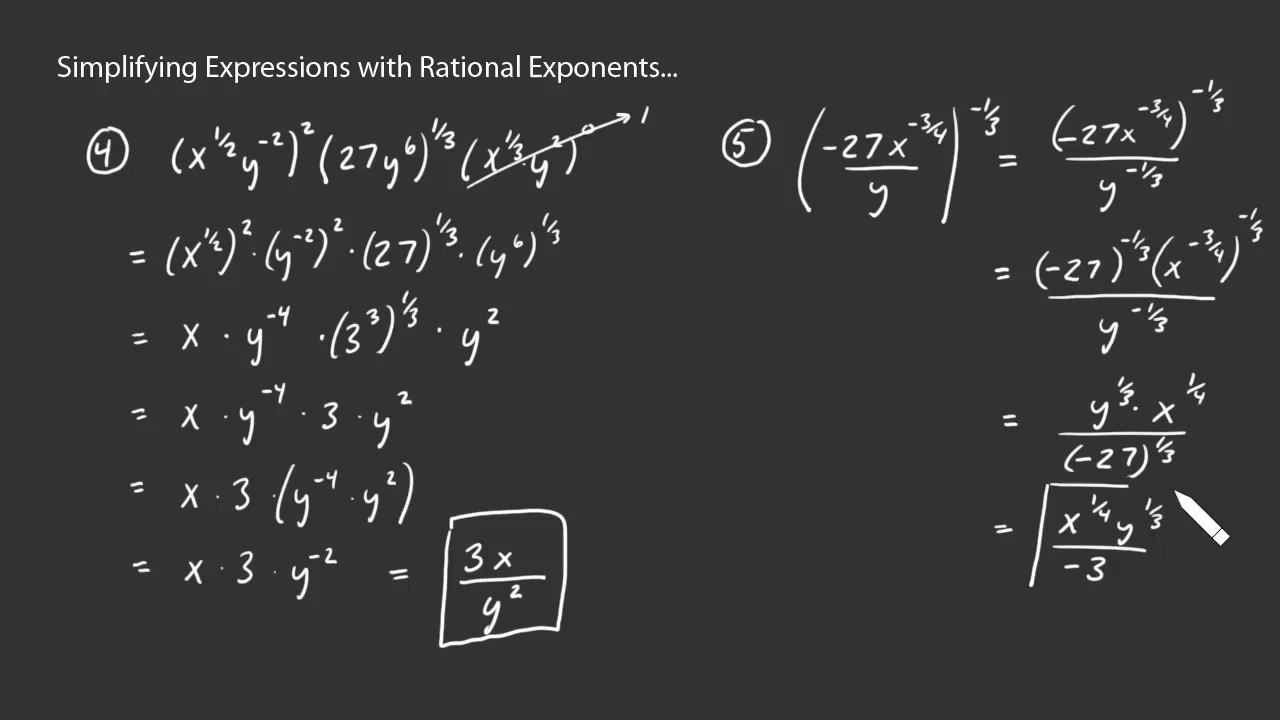 Simplifying Expressions with Rational Exponents...
④ (x^{1/2} y^{-2})^2 (27y^6)^{1/3} (x^{1/3} · y^2)^0 → 1
= (x^{1/2})^2 · (y^{-2})^2 · (27)^{1/3} · (y^6)^{1/3}
= x · y^{-4} · (3^3)^{1/3} · y^2
= x · y^{-4} · 3 · y^2
= x · 3 · (y^{-4} · y^2)
= x · 3 · y^{-2} = 3x / y^2
⑤ (-27x^{-3/4} / y)^{-1/3} = (-27x^{-3/4})^{-1/3} / y^{-1/3}
= (-27)^{-1/3} (x^{-3/4})^{-1/3} / y^{-1/3}
= y^{1/3} · x^{1/4} / (-27)^{1/3}
= x^{1/4} y^{1/3} / -3